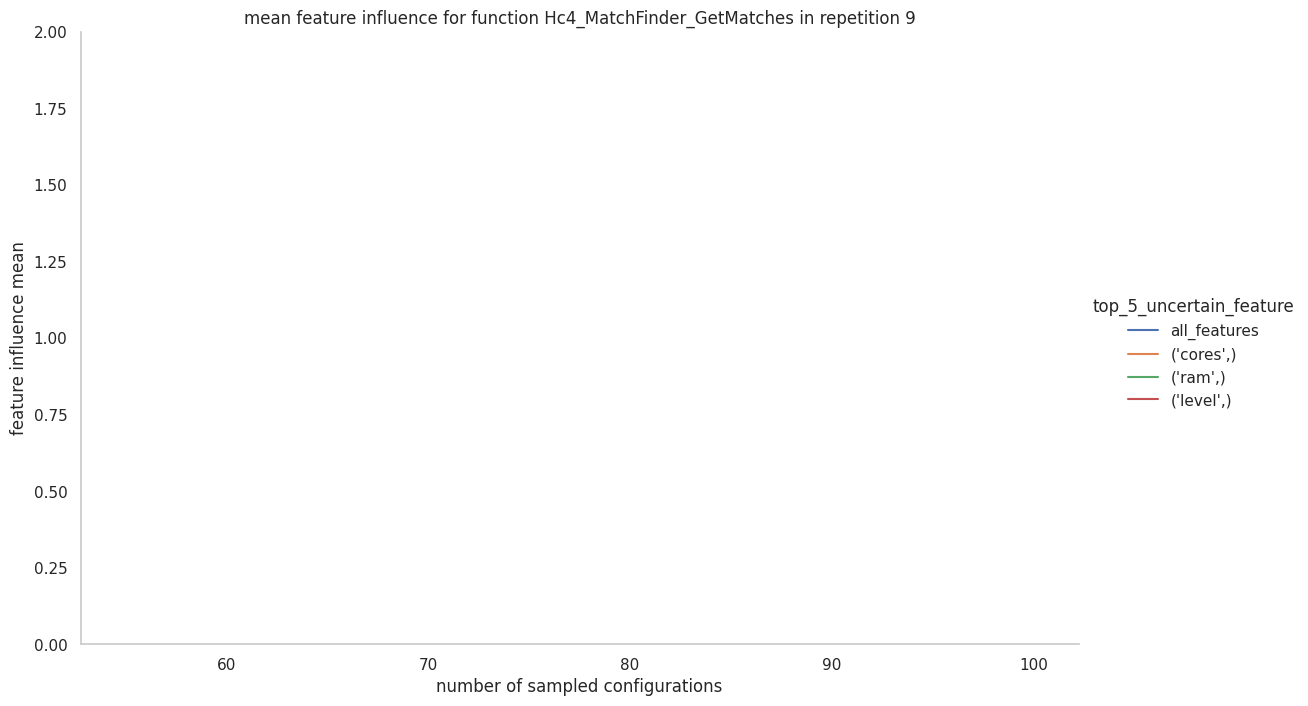 mean feature influence for function Hc4_MatchFinder_GetMatches in repetition 9
2.00
1.75
1.50
1.25
1.00
0.75
0.50
0.25
0.00
feature influence mean
60
70
80
90
100
number of sampled configurations
top_5_uncertain_feature
all_features
('cores',)
('ram',)
('level',)